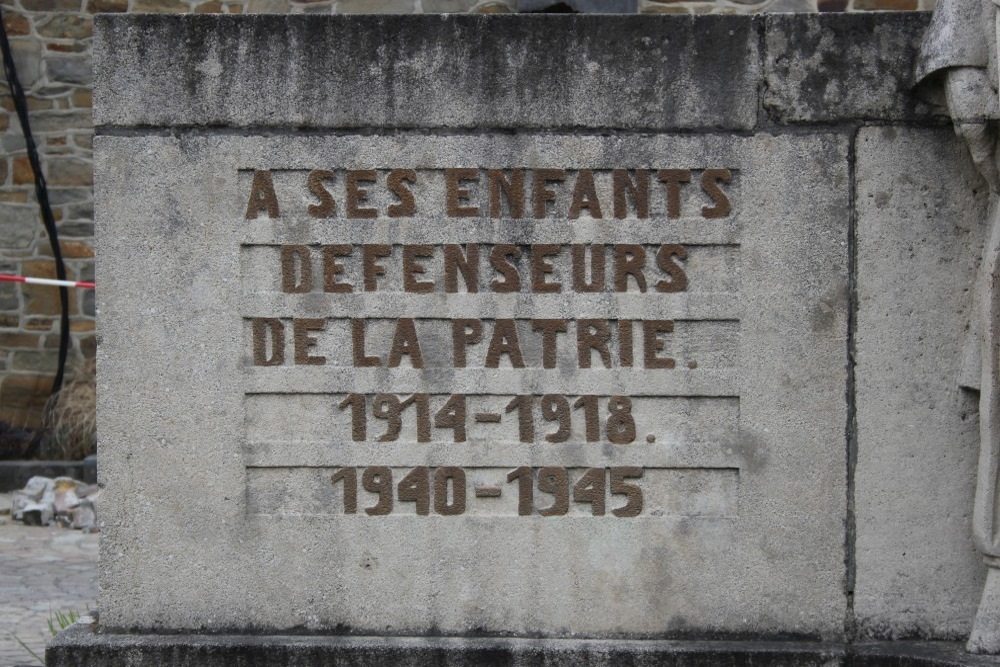 A SES ENFANTS
DEFENSEURS
DE LA PATRIE.
1914-1918.
1940-1945